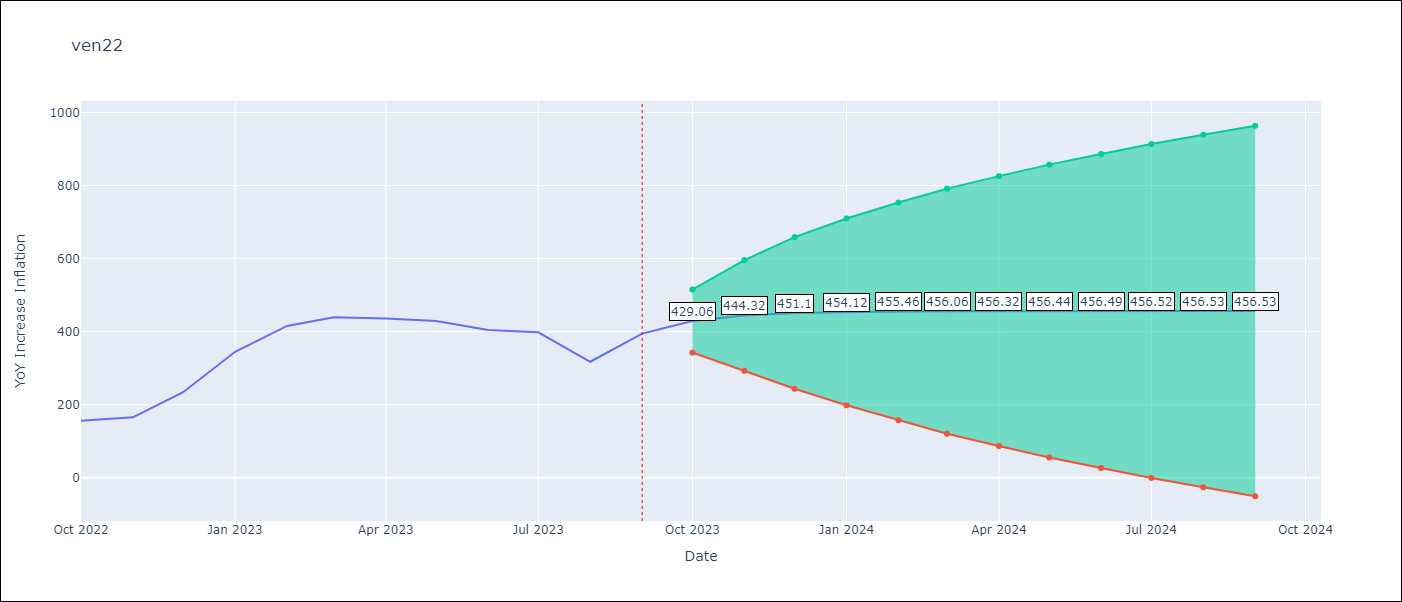 ven22
YoY Increase Inflation
1000
800
600
400
200
0
429.06
444.32
451.1
454.12
455.46
456.06
456.32
456.44
456.49
456.52
456.53
456.53
Oct 2022
Jan 2023
Apr 2023
Jul 2023
Oct 2023
Jan 2024
Apr 2024
Jul 2024
Oct 2024
Date